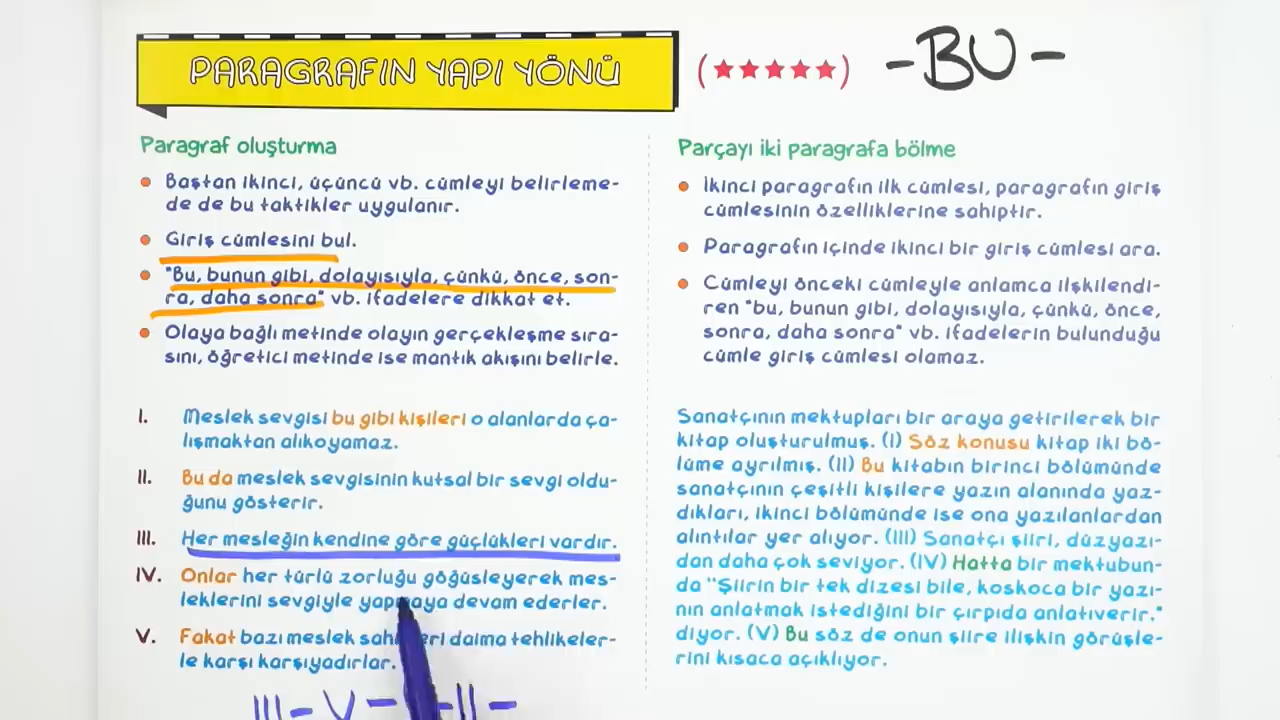 PARAGRAFIN YAPI YÖNÜ
(★★★★★)
-BU-
Paragraf oluşturma
• Baştan ikinci, üçüncü vb. cümleyi belirleme-
de de bu taktikler uygulanır.
• Giriş cümlesini bul.
• "Bu, bunun gibi, dolayısıyla, çünkü, önce, son-
ra, daha sonra" vb. ifadelere dikkat et.
• Olaya bağlı metinde olayın gerçekleşme sıra-
sını, öğretici metinde ise mantık akışını belirle.
I. Meslek sevgisi bu gibi kişileri o alanlarda ça-
lışmaktan alıkoyamaz.
II. Bu da meslek sevgisinin kutsal bir sevgi oldu-
ğunu gösterir.
III. Her mesleğin kendine göre güçlükleri vardır.
IV. Onlar her türlü zorluğu göğüsleyerek mes-
leklerini sevgiyle yapmaya devam ederler.
V. Fakat bazı meslek daima tehlikeler-
le karşı karşıyadırlar.
III - V - - II -
Parçayı iki paragrafa bölme
• İkinci paragrafın ilk cümlesi, paragrafın giriş
cümlesinin özelliklerine sahiptir.
• Paragrafın içinde ikinci bir giriş cümlesi ara.
• Cümleyi önceki cümleyle anlamca ilşkilendi-
ren "bu, bunun gibi, dolayısıyla, çünkü, önce,
sonra, daha sonra" vb. ifadelerin bulunduğu
cümle giriş cümlesi olamaz.
Sanatçının mektupları bir araya getirilerek bir
kitap oluşturulmuş. (I) Söz konusu kitap iki bö-
lüme ayrılmış. (II) Bu kitabın birinci bölümünde
sanatçının çeşitli kişilere yazın alanında yaz-
dıkları, ikinci bölümünde ise ona yazılanlardan
alıntılar yer alıyor. (III) Sanatçı şiiri, düzyazı-
dan daha çok seviyor. (IV) Hatta bir mektubun-
da "Şiirin bir tek dizesi bile, koskoca bir yazı-
nın anlatmak istediğini bir çırpıda anlatıverir."
diyor. (V) Bu söz de onun şiire ilişkin görüşle-
rini kısaca açıklıyor.